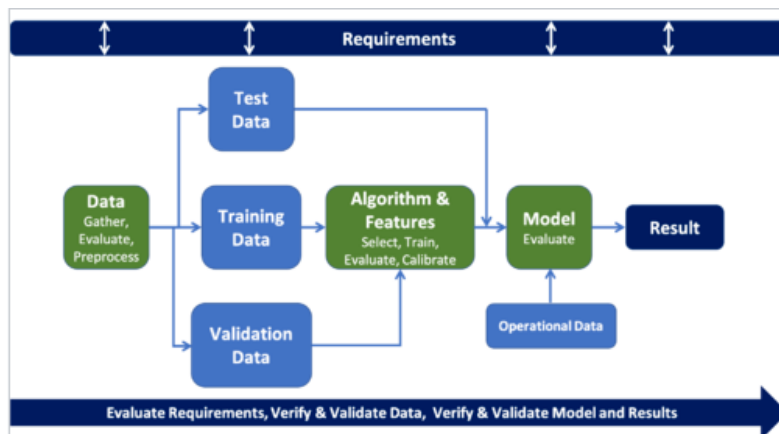 Requirements
Test
Data
Data
Gather,
Evaluate,
Preprocess
Training
Data
Algorithm &
Features
Select, Train,
Evaluate, Calibrate
Model
Evaluate
Result
Validation
Data
Operational Data
Evaluate Requirements, Verify & Validate Data, Verify & Validate Model and Results